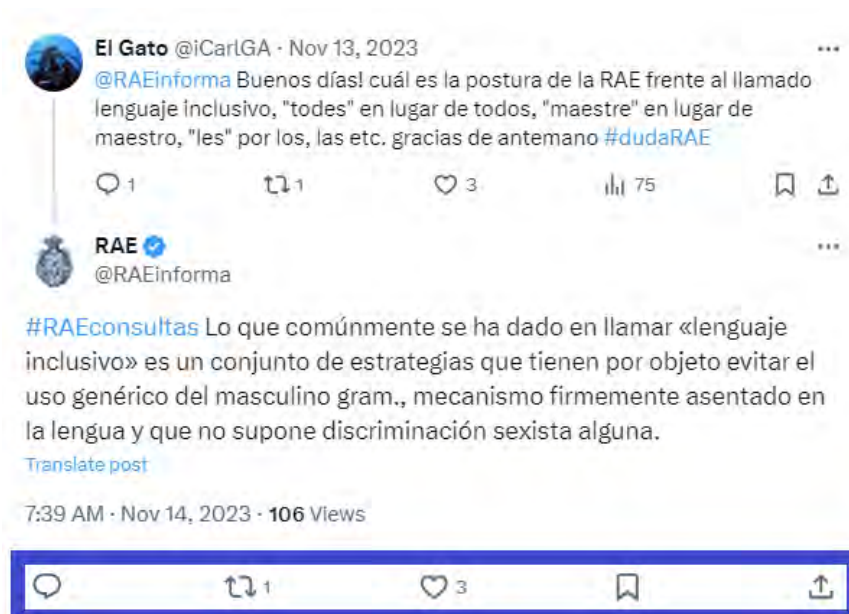 El Gato @iCarlGA · Nov 13, 2023
@RAEinforma Buenos días! cuál es la postura de la RAE frente al llamado
lenguaje inclusivo, "todes" en lugar de todos, "maestre" en lugar de
maestro, "les" por los, las etc. gracias de antemano #dudaRAE
1 1 3 75
RAE
@RAEinforma
#RAEconsultas Lo que comúnmente se ha dado en llamar «lenguaje
inclusivo» es un conjunto de estrategias que tienen por objeto evitar el
uso genérico del masculino gram., mecanismo firmemente asentado en
la lengua y que no supone discriminación sexista alguna.
Translate post
7:39 AM · Nov 14, 2023 · 106 Views
1 3